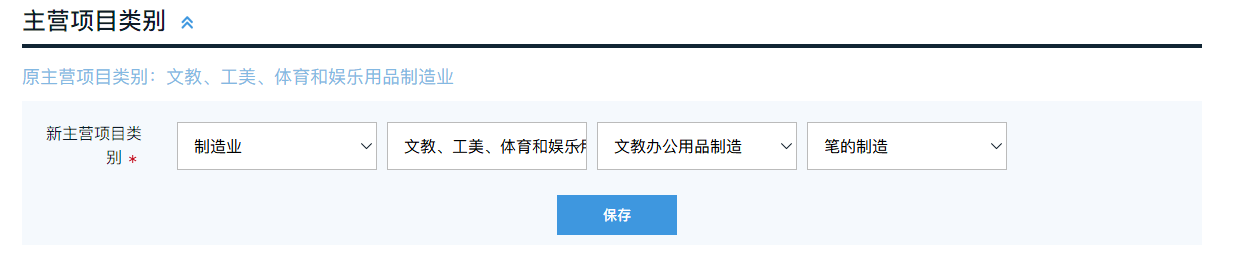 主营项目类别
原主营项目类别：文教、工美、体育和娱乐用品制造业
新主营项目类
别 *
制造业 文教、工美、体育和娱乐用 文教办公用品制造 笔的制造
保存